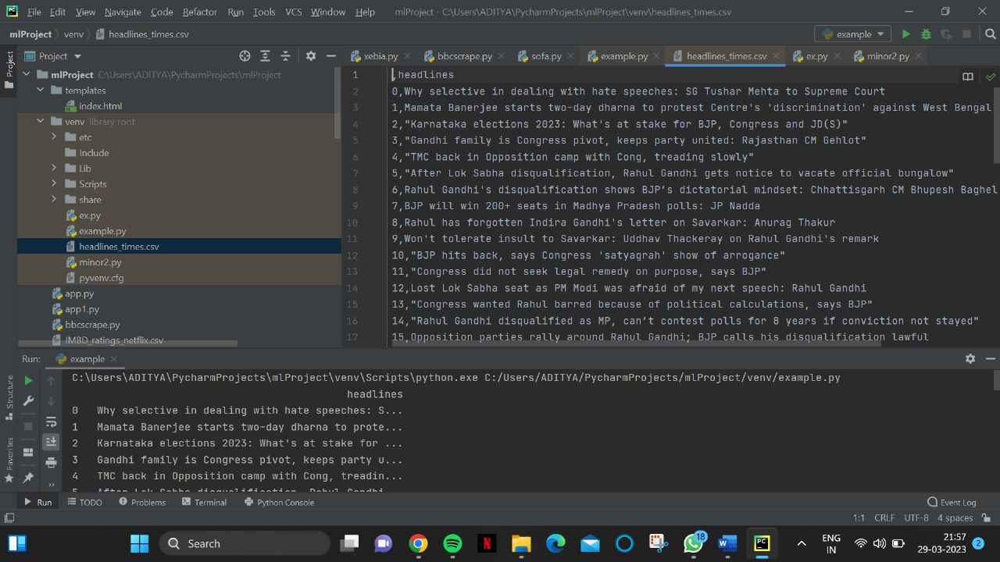 File Edit View Navigate Code Refactor Run Tools VCS Window Help mlProject - C:\Users\ADITYA\PycharmProjects\mlProject\venv\headlines_times.csv
mlProject venv headlines_times.csv
example
Project
xebia.py bbcscrape.py sofa.py example.py headlines_times.csv ex.py minor2.py
Project
mlProject C:\Users\ADITYA\PycharmProjects\mlProject
templates
index.html
venv library root
etc
Include
Lib
Scripts
share
ex.py
example.py
headlines_times.csv
minor2.py
pyvenv.cfg
app.py
app1.py
bbcscrape.py
IMBD_ratings_netflix.csv
1 ,headlines
2 0,Why selective in dealing with hate speeches: SG Tushar Mehta to Supreme Court
3 1,Mamata Banerjee starts two-day dharna to protest Centre's 'discrimination' against West Bengal
4 2,"Karnataka elections 2023: What's at stake for BJP, Congress and JD(S)"
5 3,"Gandhi family is Congress pivot, keeps party united: Rajasthan CM Gehlot"
6 4,"TMC back in Opposition camp with Cong, treading slowly"
7 5,"After Lok Sabha disqualification, Rahul Gandhi gets notice to vacate official bungalow"
8 6,Rahul Gandhi's disqualification shows BJP’s dictatorial mindset: Chhattisgarh CM Bhupesh Baghel
9 7,BJP will win 200+ seats in Madhya Pradesh polls: JP Nadda
10 8,Rahul has forgotten Indira Gandhi's letter on Savarkar: Anurag Thakur
11 9,Won't tolerate insult to Savarkar: Uddhav Thackeray on Rahul Gandhi's remark
12 10,"BJP hits back, says Congress 'satyagrah' show of arrogance"
13 11,"Congress did not seek legal remedy on purpose, says BJP"
14 12,Lost Lok Sabha seat as PM Modi was afraid of my next speech: Rahul Gandhi
15 13,"Congress wanted Rahul barred because of political calculations, says BJP"
16 14,"Rahul Gandhi disqualified as MP, can’t contest polls for 8 years if conviction not stayed"
17 15,Opposition parties rally around Rahul Gandhi; BJP calls his disqualification lawful
Run: example
C:\Users\ADITYA\PycharmProjects\mlProject\venv\Scripts\python.exe C:/Users/ADITYA/PycharmProjects/mlProject/venv/example.py
headlines
0 Why selective in dealing with hate speeches: S...
1 Mamata Banerjee starts two-day dharna to prote...
2 Karnataka elections 2023: What's at stake for ...
3 Gandhi family is Congress pivot, keeps party u...
4 TMC back in Opposition camp with Cong, treadin...
5 After Lok Sabha disqualification, Rahul Gandhi...
Structure
Favorites
Run TODO Problems Terminal Python Console Event Log
1:1 CRLF UTF-8 4 spaces
Search
18
ENG
IN
21:57
29-03-2023
2